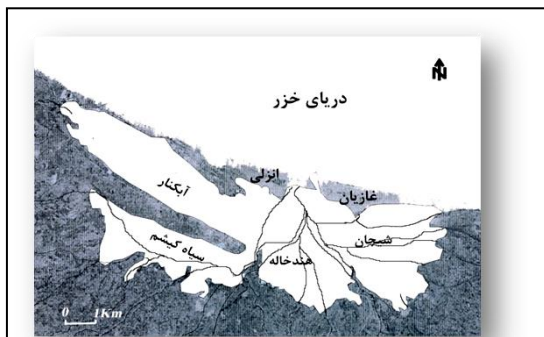 N
دریای خزر
انزلی
غازیان
آبکنار
شیجان
سیاه کیشم
هندخاله
0 1Km